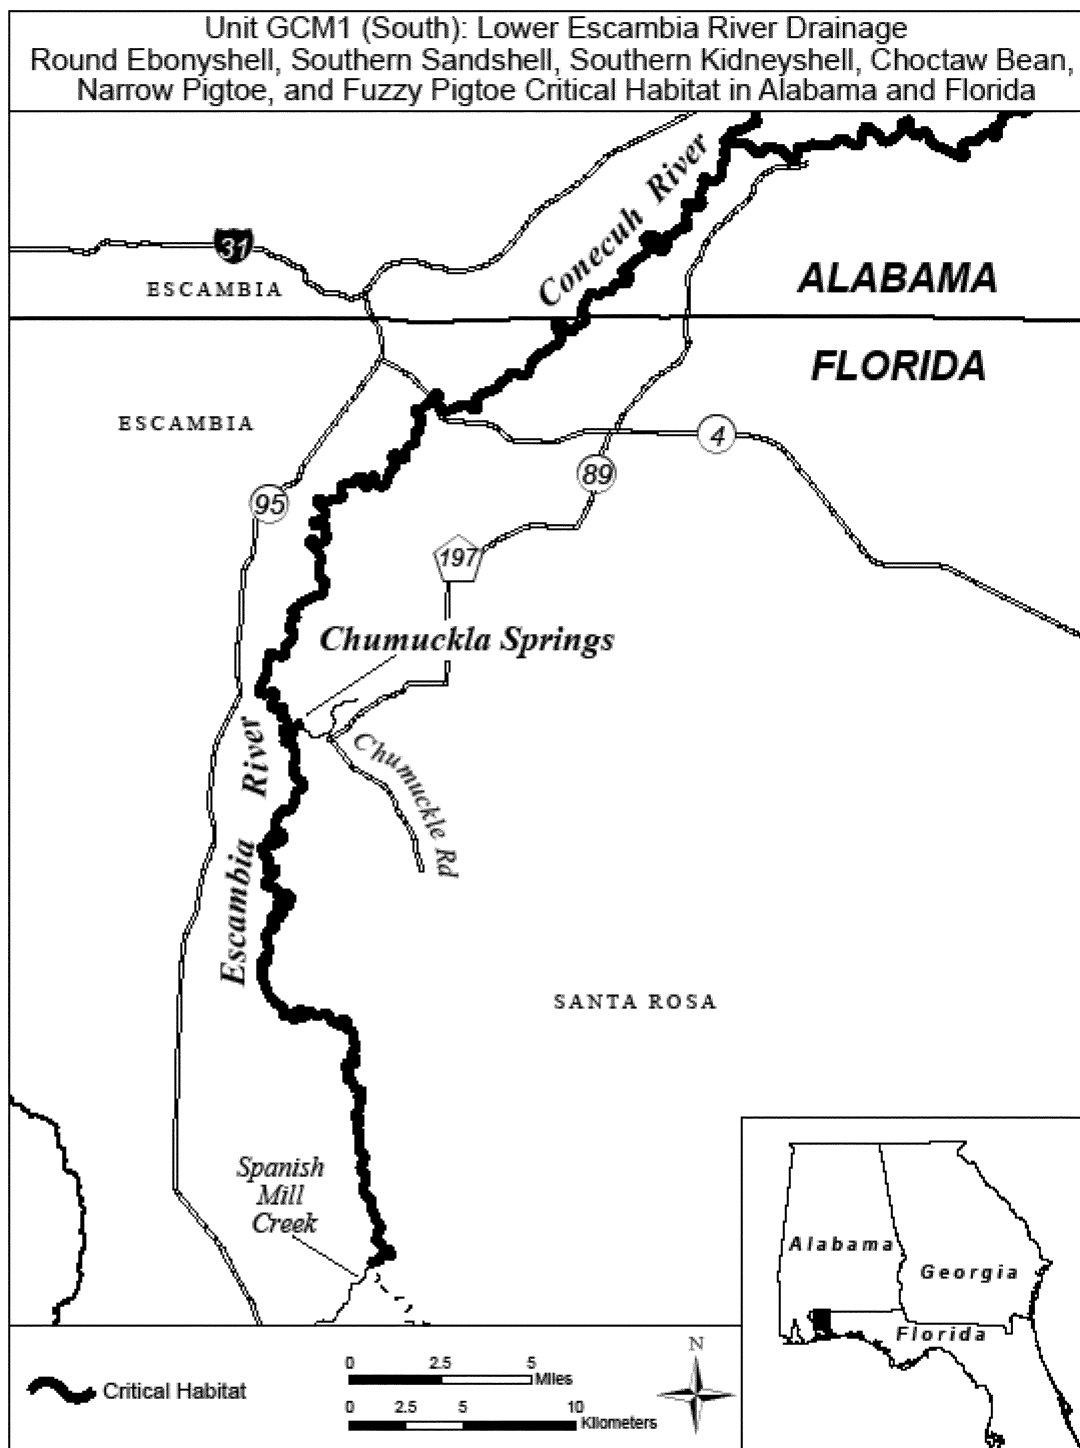 Unit GCM1 (South): Lower Escambia River Drainage
Round Ebonyshell, Southern Sandshell, Southern Kidneyshell, Choctaw Bean,
Narrow Pigtoe, and Fuzzy Pigtoe Critical Habitat in Alabama and Florida
Conecuh River
31
ESCAMBIA
ALABAMA
FLORIDA
ESCAMBIA
4
89
95
197
Chumuckla Springs
Escambia River
Chumuckle Rd
SANTA ROSA
Spanish
Mill
Creek
Alabama
Georgia
Florida
Critical Habitat
0 2.5 5
Miles
0 2.5 5 10
Kilometers
N